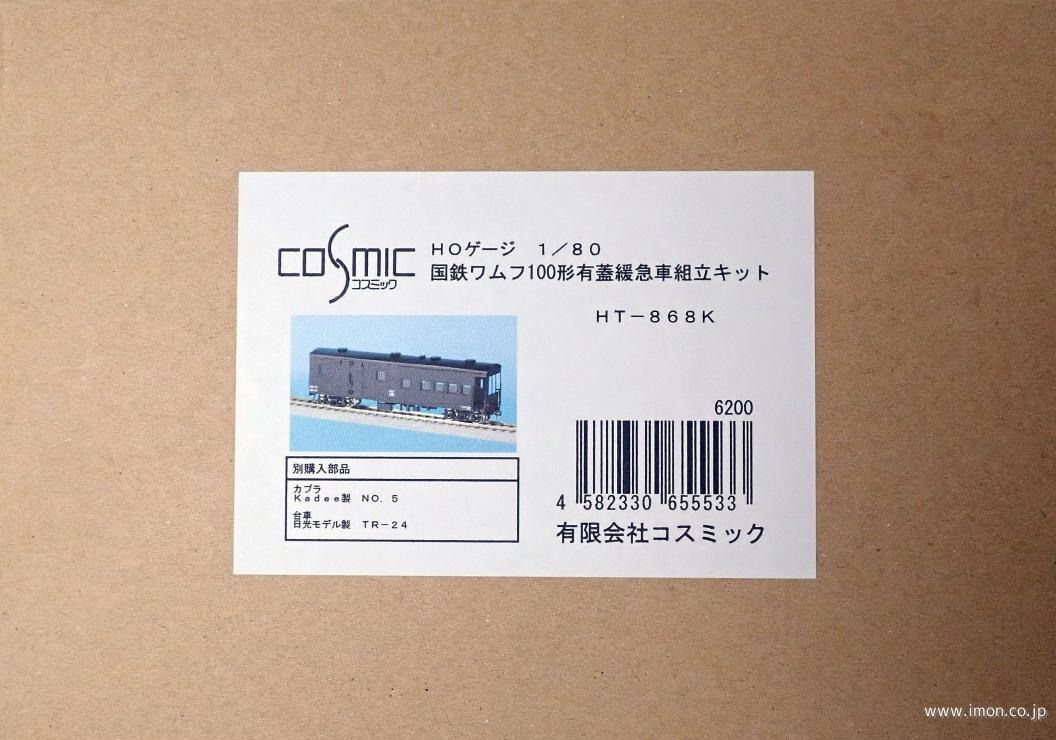 COSMIC
コスミック
HOゲージ 1/80
国鉄ワムフ100形有蓋緩急車組立キット
HT-868K
別購入部品
カプラ
Kadee製 NO. 5
台車
日光モデル製 TR-24
6200
4 582330 655533
有限会社コスミック
www.imon.co.jp